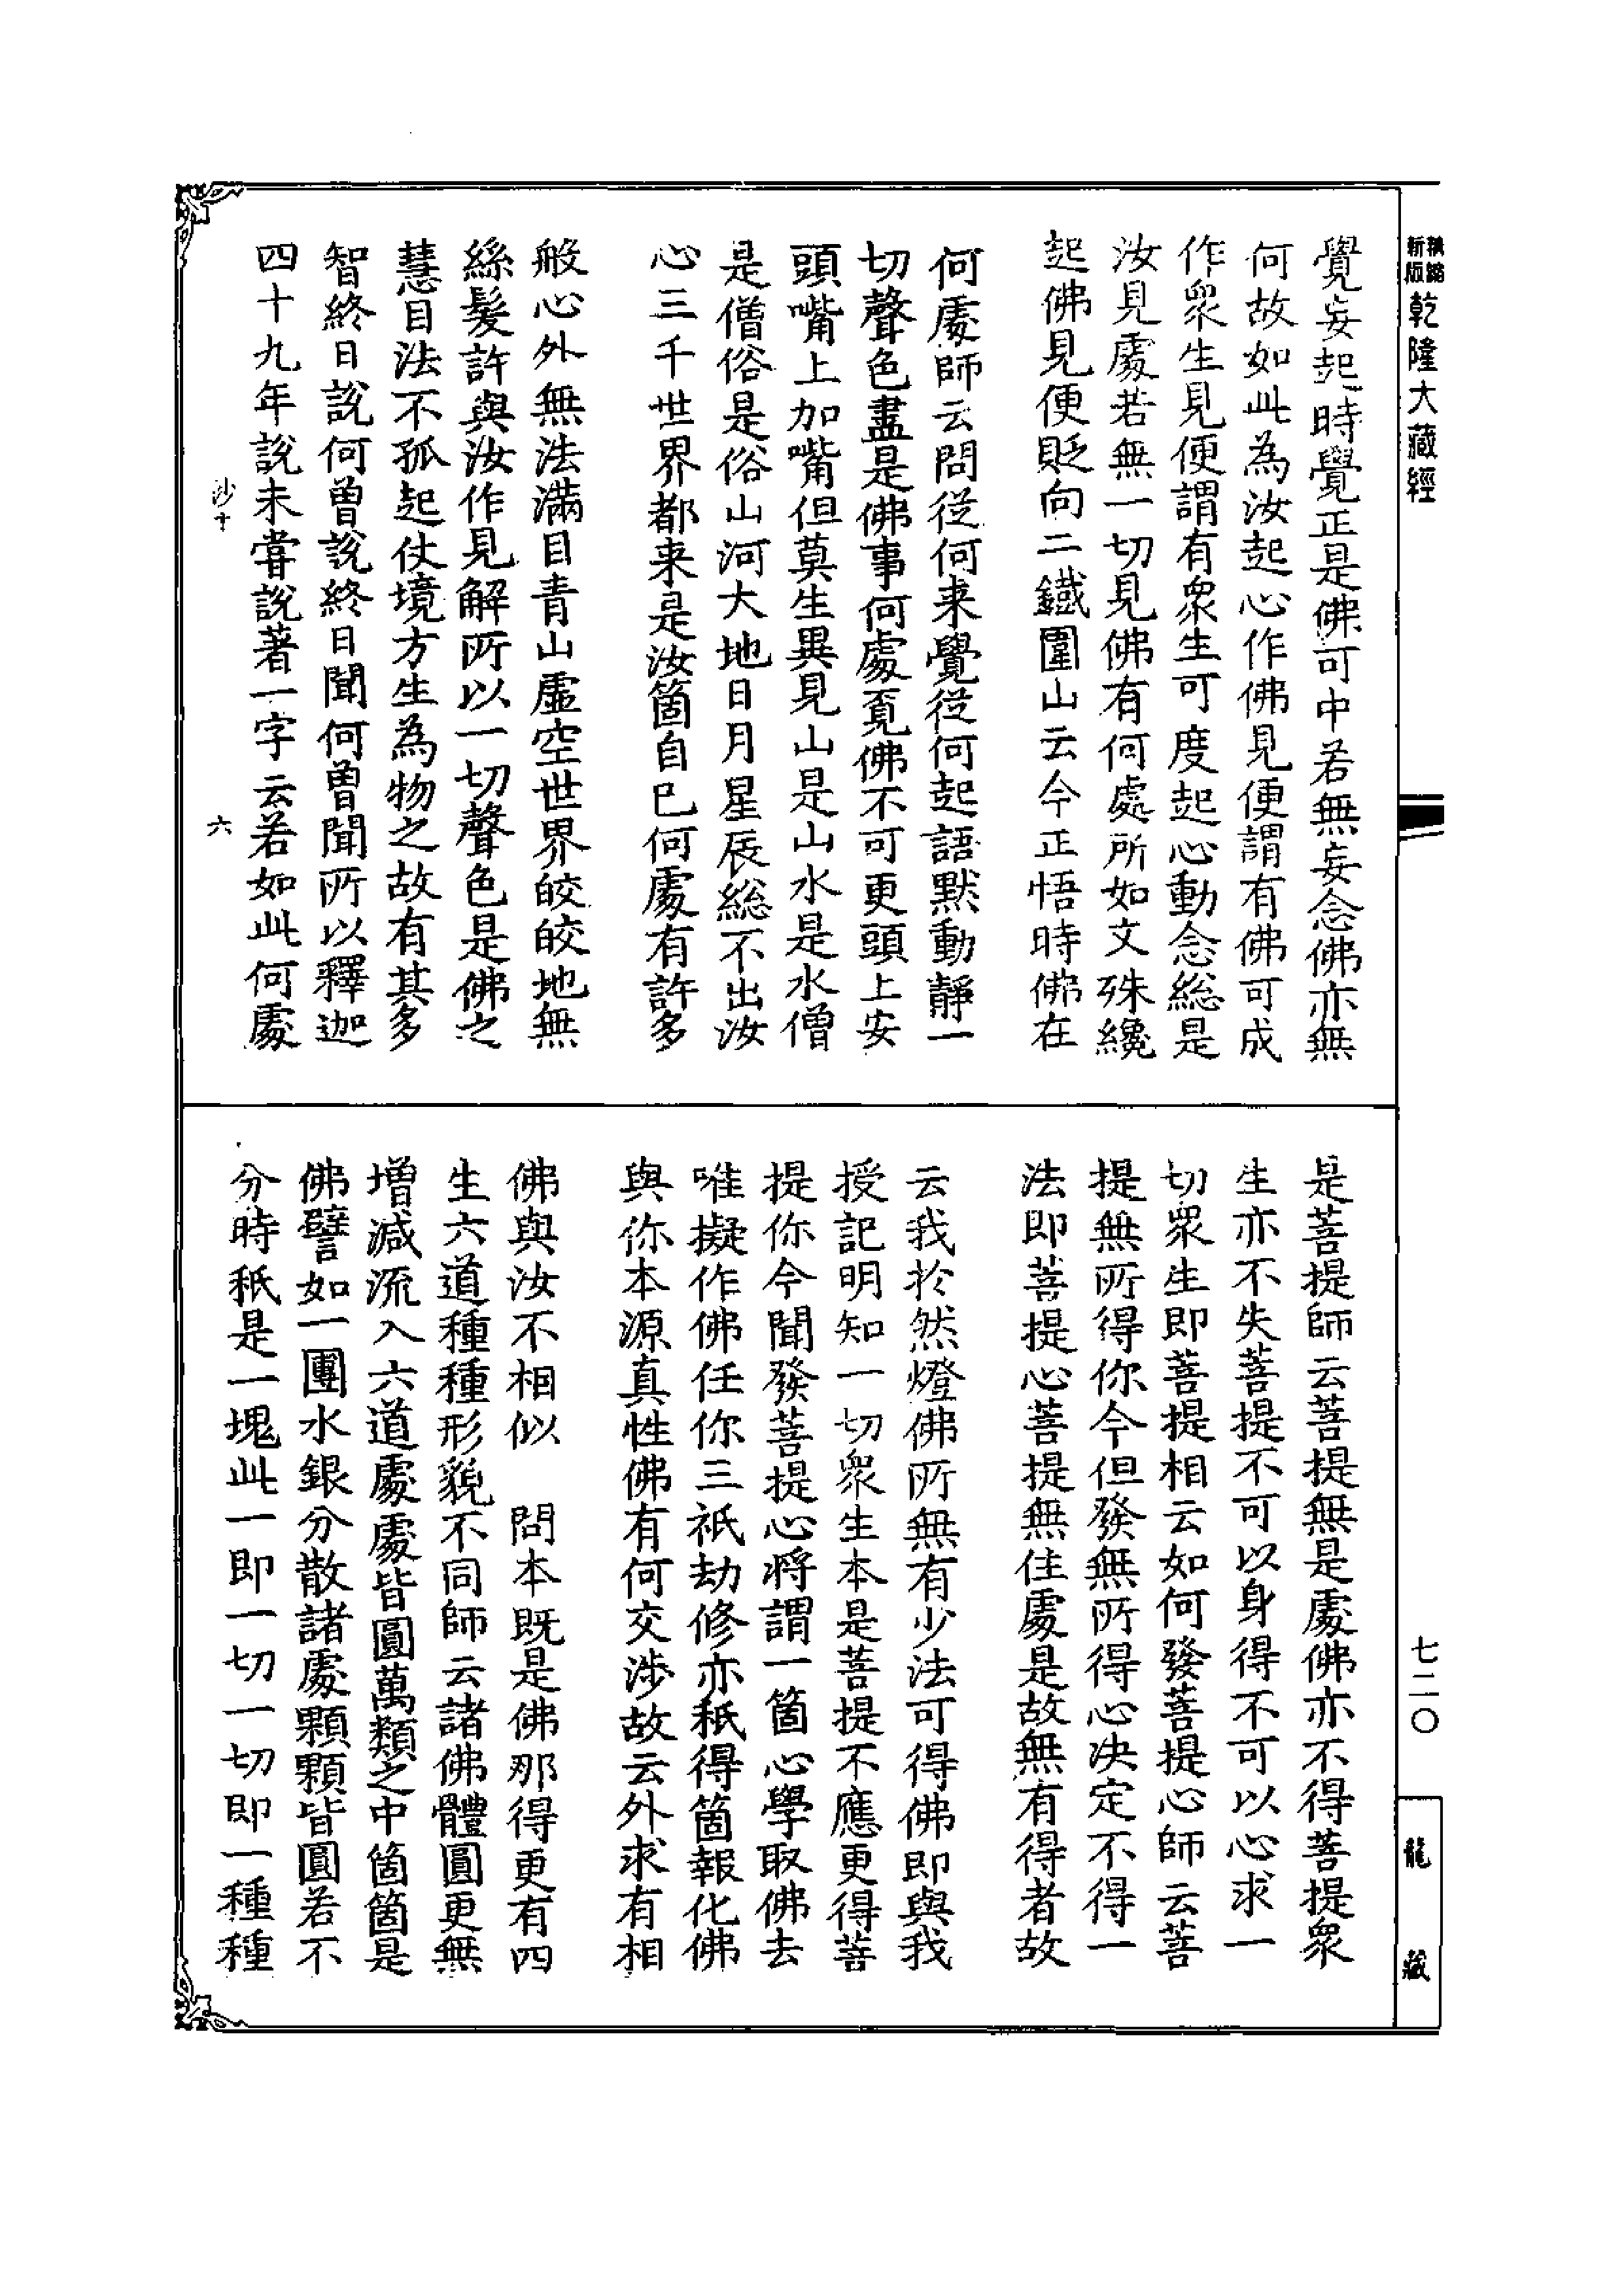 精縮新版乾隆大藏經
覺妄起時覺正是佛可中若無妄念佛亦無
何故如此為汝起心作佛見便謂有佛可成
作衆生見便謂有衆生可度起心動念総是
汝見處若無一切見佛有何處所如文殊纔
起佛見便貶向二鐵圍山云今正悟時佛在
何處師云問從何来覺從何起語默動靜一
切聲色盡是佛事何處覓佛不可更頭上安
頭嘴上加嘴但莫生異見山是山水是水僧
是僧俗是俗山河大地日月星辰総不出汝
心三千世界都来是汝箇自已何處有許多
般心外無法滿目青山虛空世界皎皎地無
絲髮許與汝作見解所以一切聲色是佛之
慧目法不孤起仗境方生為物之故有其多
智終日說何曽說終日聞何曽聞所以釋迦
四十九年說未甞說著一字云若如此何處
沙十
六
是菩提師云菩提無是處佛亦不得菩提衆
生亦不失菩提不可以身得不可以心求一
切衆生即菩提相云如何發菩提心師云菩
提無所得你今但發無所得心决定不得一
法即菩提心菩提無住處是故無有得者故
云我於然燈佛所無有少法可得佛即與我
授記明知一切衆生本是菩提不應更得菩
提你今聞發菩提心將謂一箇心學取佛去
唯擬作佛任你三祇劫修亦秖得箇報化佛
與你本源真性佛有何交渉故云外求有相
佛與汝不相似　問本既是佛那得更有四
生六道種種形貌不同師云諸佛體圓更無
增減流入六道處處皆圓萬類之中箇箇是
佛譬如一團水銀分散諸處顆顆皆圓若不
分時秖是一塊此一即一切一切即一種種
七二〇
龍藏